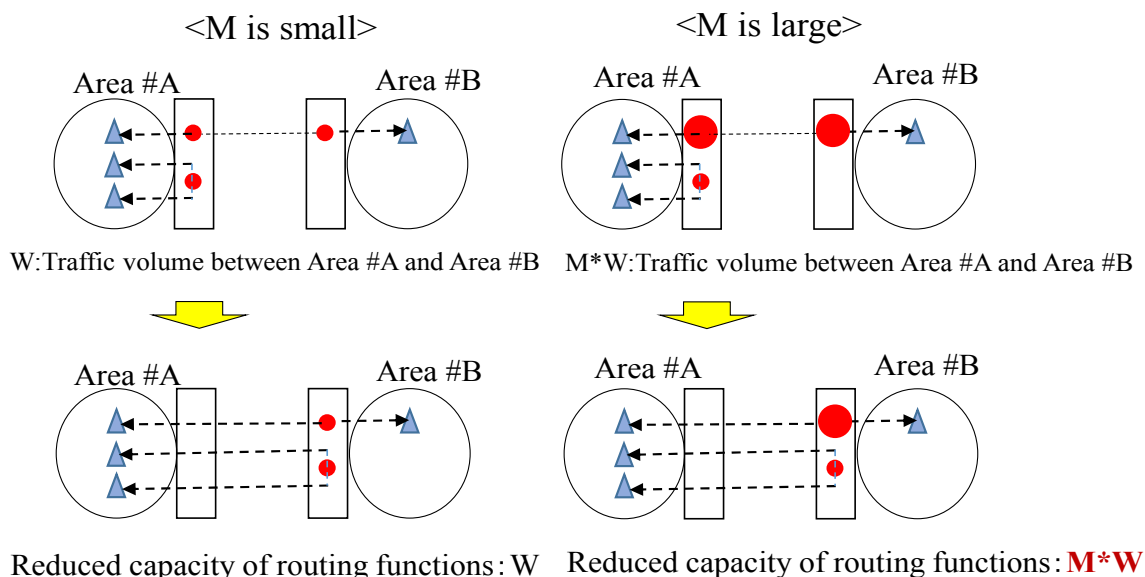 <M is small>
<M is large>
Area #A
Area #B
Area #A
Area #B
W:Traffic volume between Area #A and Area #B
M*W:Traffic volume between Area #A and Area #B
Area #A
Area #B
Area #A
Area #B
Reduced capacity of routing functions: W
Reduced capacity of routing functions: M*W